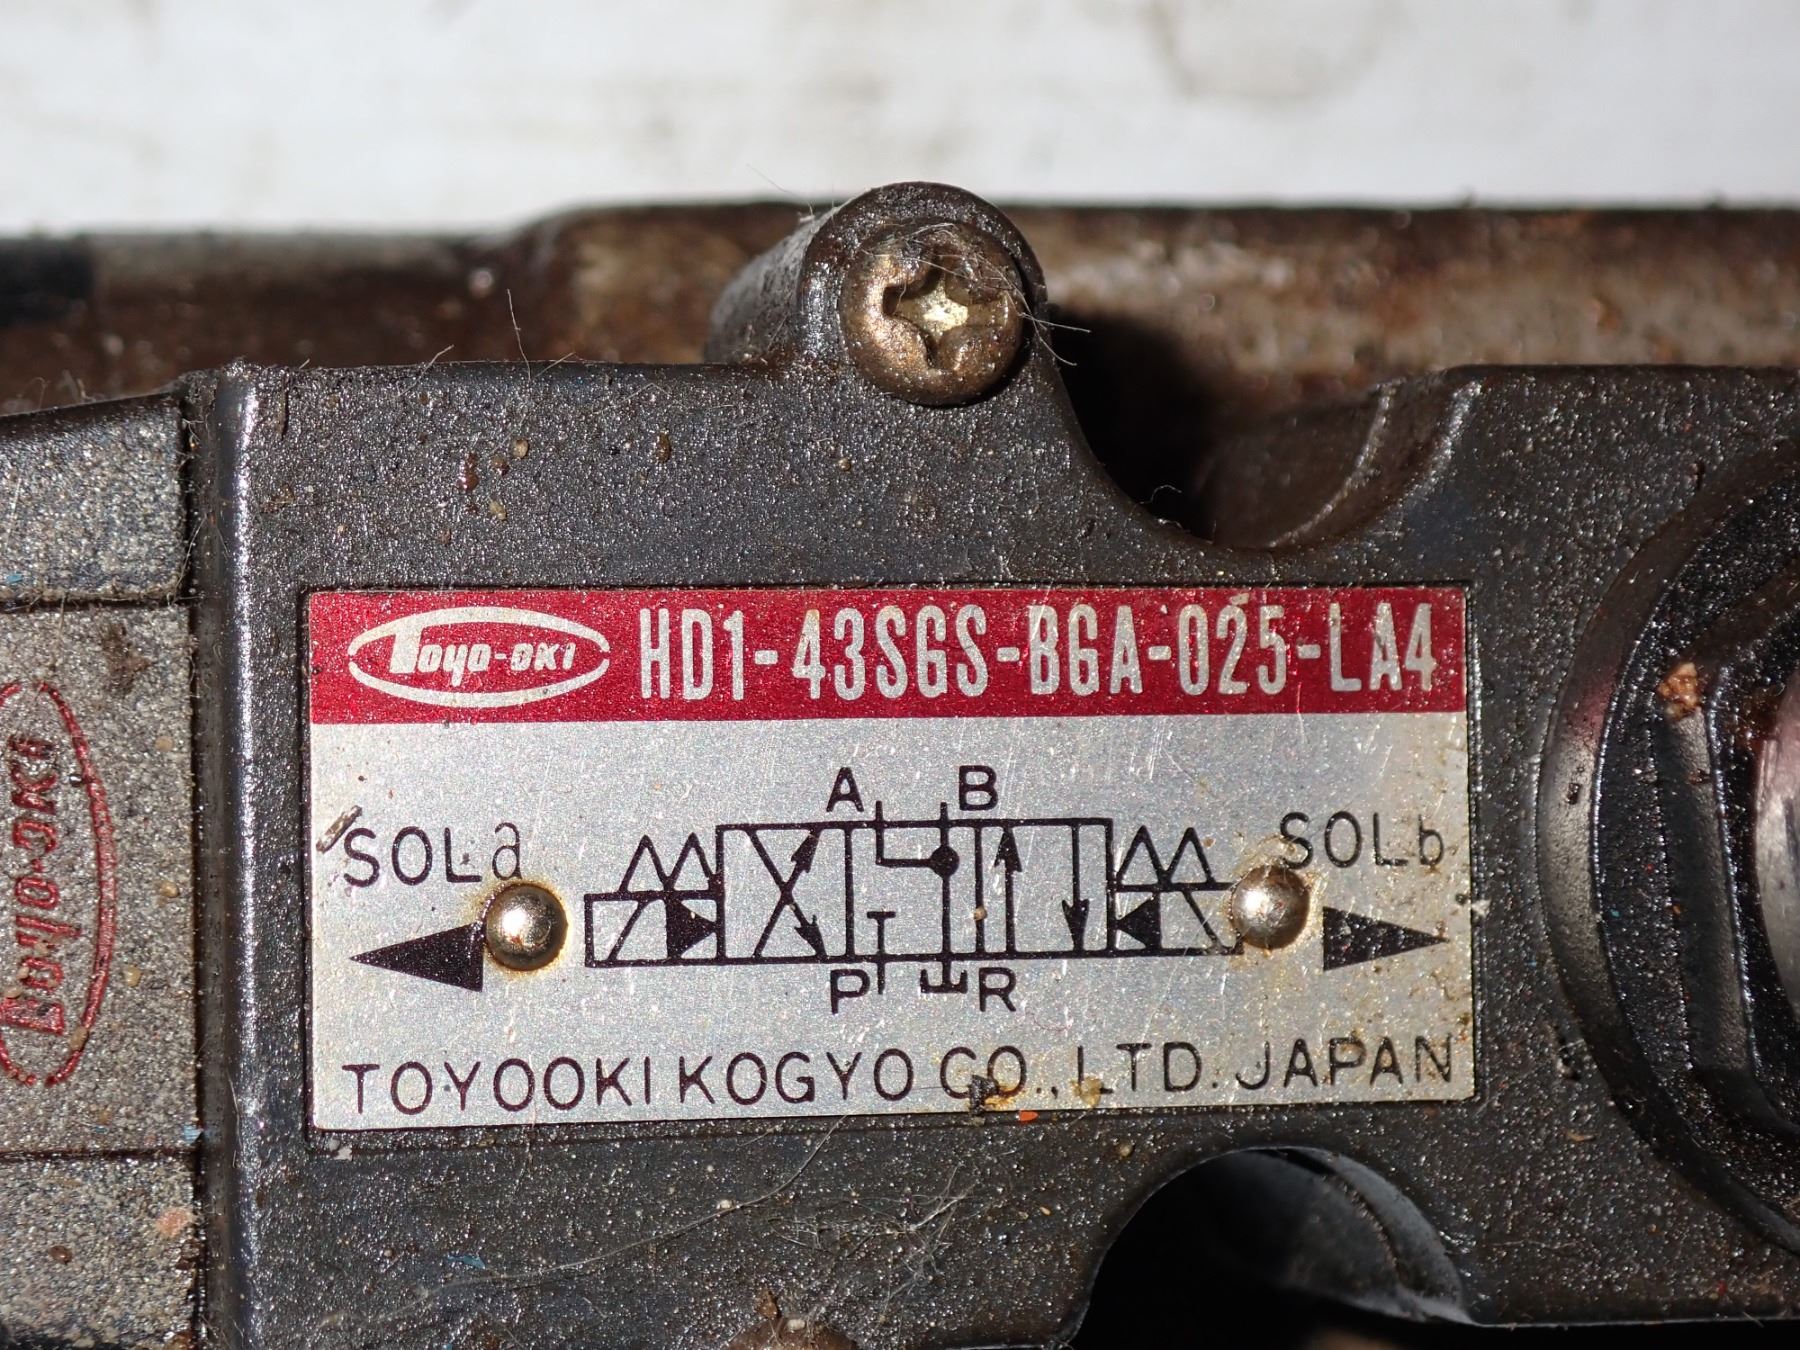 Toyo-oki HD1-43SGS-BGA-025-LA4
A B
SOLa SOLb
P R
TOYOOKI KOGYO CO., LTD. JAPAN
Toyo-oki